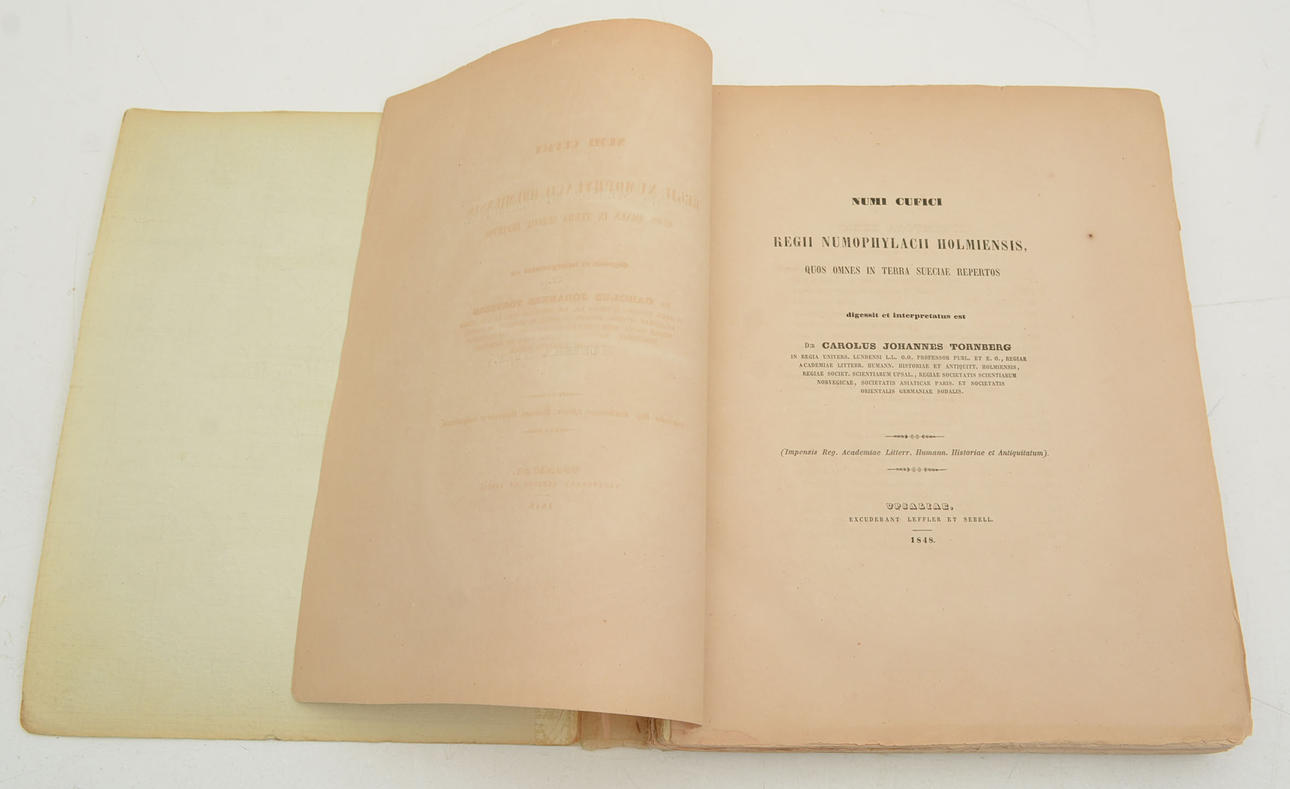 NUMI CUFICI
REGII NUMOPHYLACII HOLMIENSIS,
QUOS OMNES IN TERRA SUECIAE REPERTOS
digessit et interpretatus est
DR CAROLUS JOHANNES TORNBERG
IN REGIA UNIVERS. LUNDENSI L.L. O.O. PROFESSOR PUBL. ET E. O., REGIAE
ACADEMIAE LITTERR. HUMANN. HISTORIAE ET ANTIQUITT. HOLMIENSIS,
REGIAE SOCIET. SCIENTIARUM UPSAL., REGIAE SOCIETATIS SCIENTIARUM
NORVEGICAE, SOCIETATIS ASIATICAE PARIS. ET SOCIETATIS
ORIENTALIS GERMANIAE SODALIS.
(Impensis Reg. Academiae Litterr. Humann. Historiae et Antiquitatum).
UPSALIAE,
EXCUDERANT LEFFLER ET SEBELL.
1848.